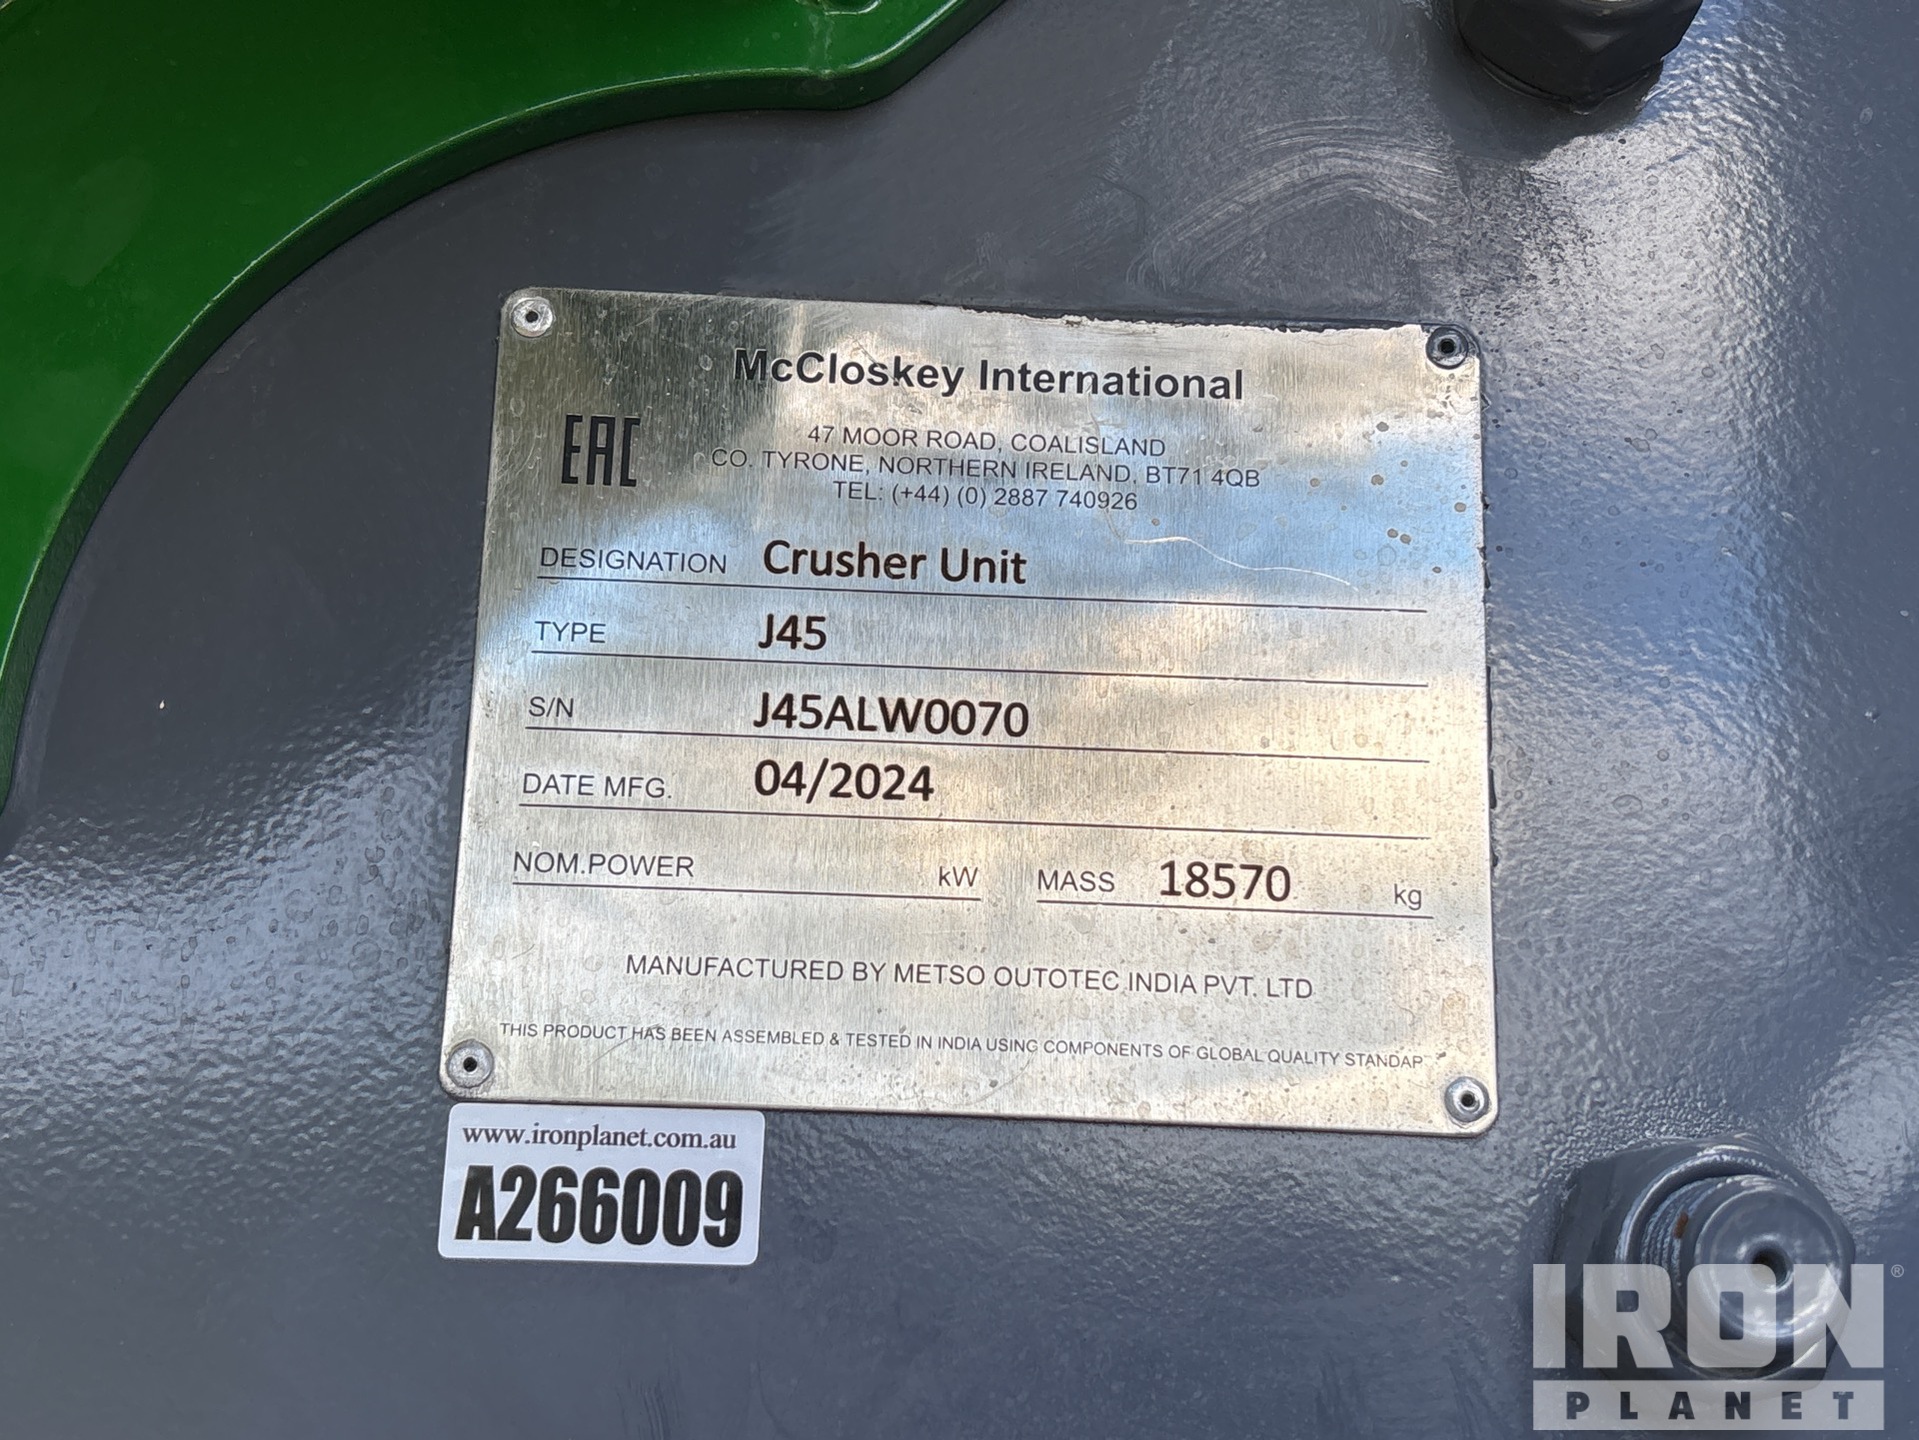 McCloskey International
EAC
47 MOOR ROAD, COALISLAND
CO. TYRONE, NORTHERN IRELAND, BT71 4QB
TEL: (+44) (0) 2887 740926
DESIGNATION Crusher Unit
TYPE J45
S/N J45ALW0070
DATE MFG. 04/2024
NOM.POWER kW MASS 18570 kg
MANUFACTURED BY METSO OUTOTEC INDIA PVT. LTD
THIS PRODUCT HAS BEEN ASSEMBLED & TESTED IN INDIA USING COMPONENTS OF GLOBAL QUALITY
www.ironplanet.com.au
A266009
IRON ®
PLANET